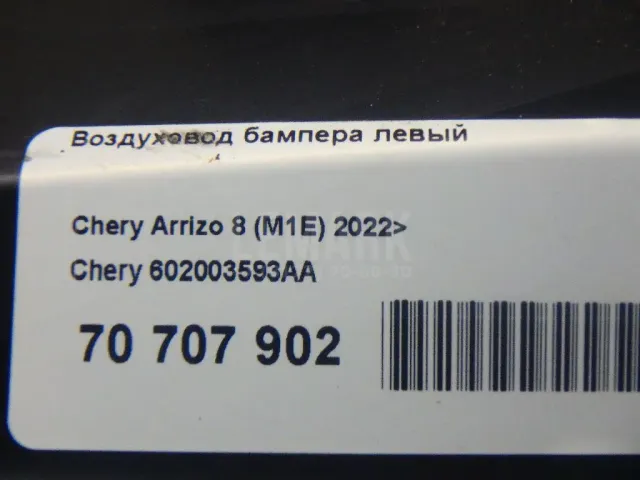 Воздуховод бампера левый
Chery Arrizo 8 (M1E) 2022>
Chery 602003593AA
70 707 902